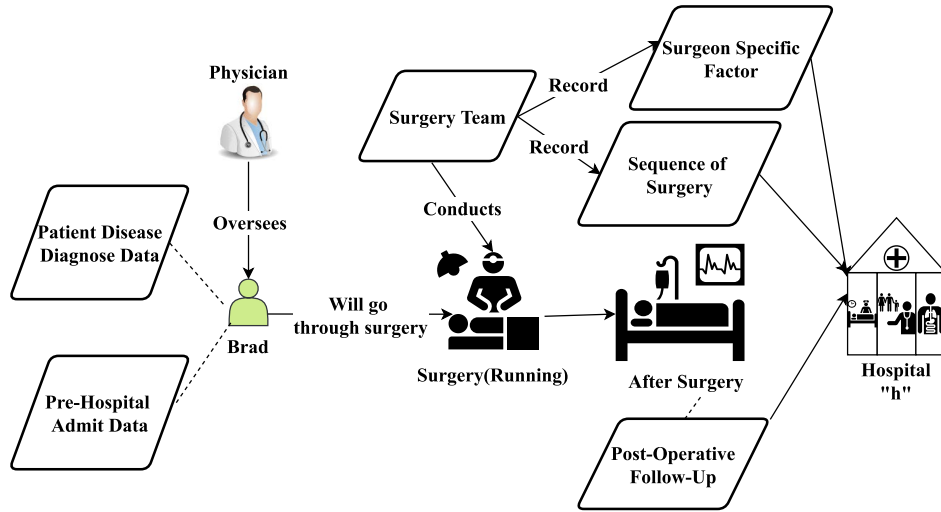 Physician
Surgery Team
Surgeon Specific
Factor
Record
Record
Sequence of
Surgery
Conducts
Oversees
Patient Disease
Diagnose Data
Will go
through surgery
Brad
Surgery(Running)
After Surgery
Hospital
"h"
Pre-Hospital
Admit Data
Post-Operative
Follow-Up